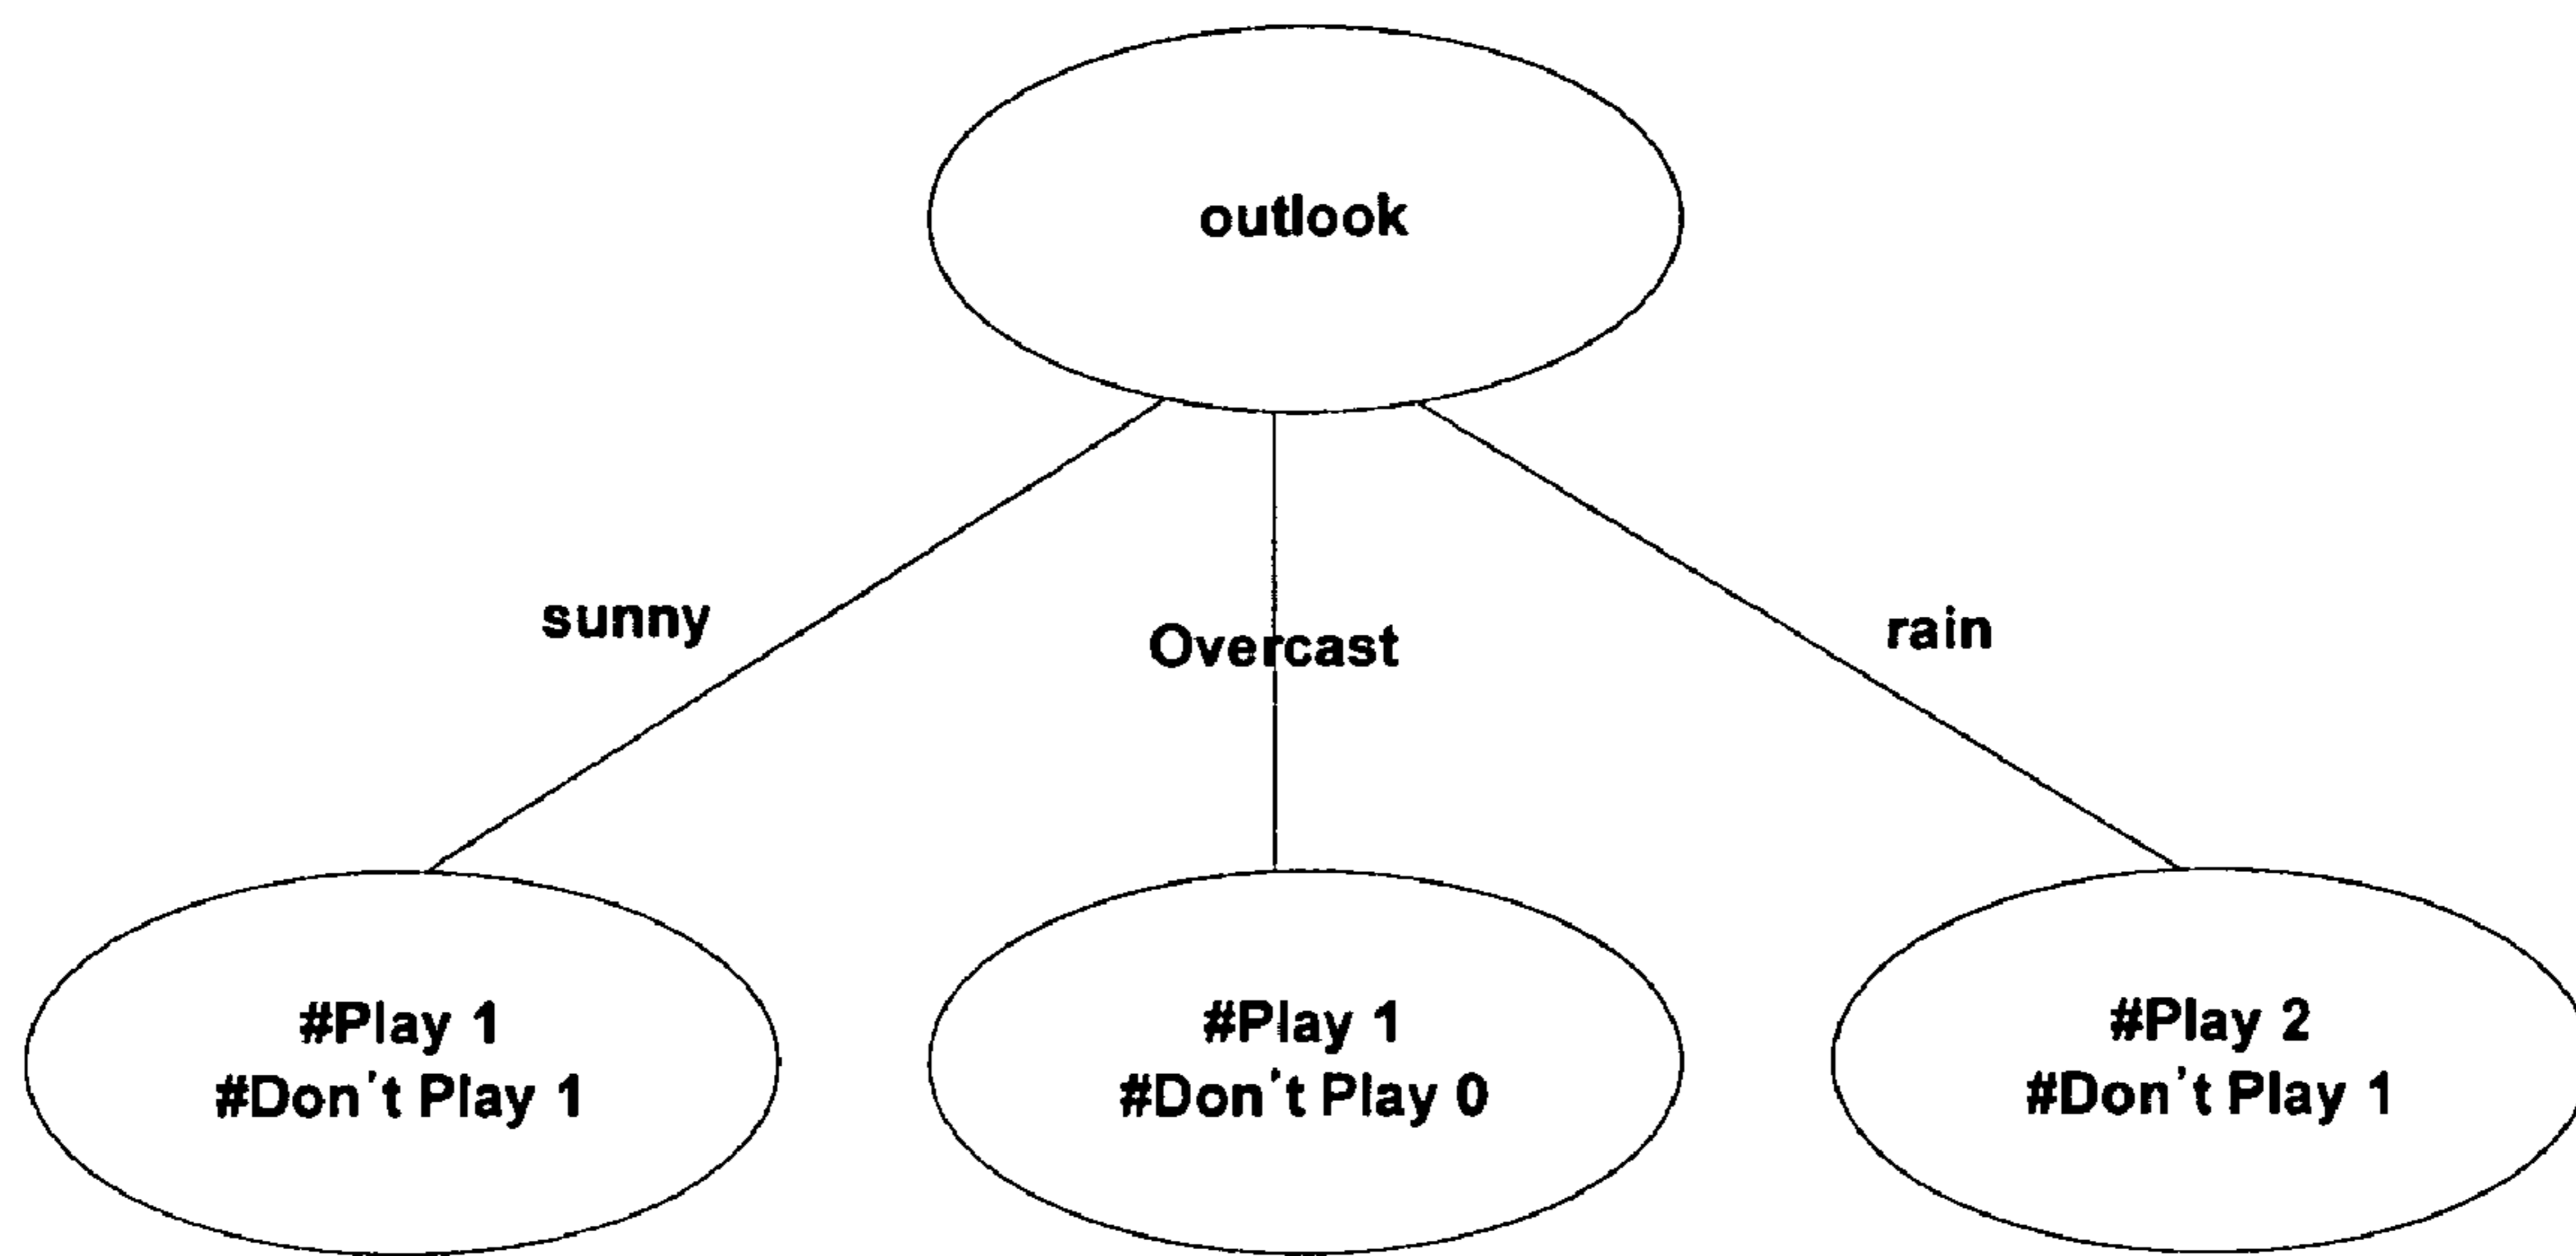 outlook
sunny
Overcast
rain
#Play 1
#Don't Play 1
#Play 1
#Don't Play 0
#Play 2
#Don't Play 1